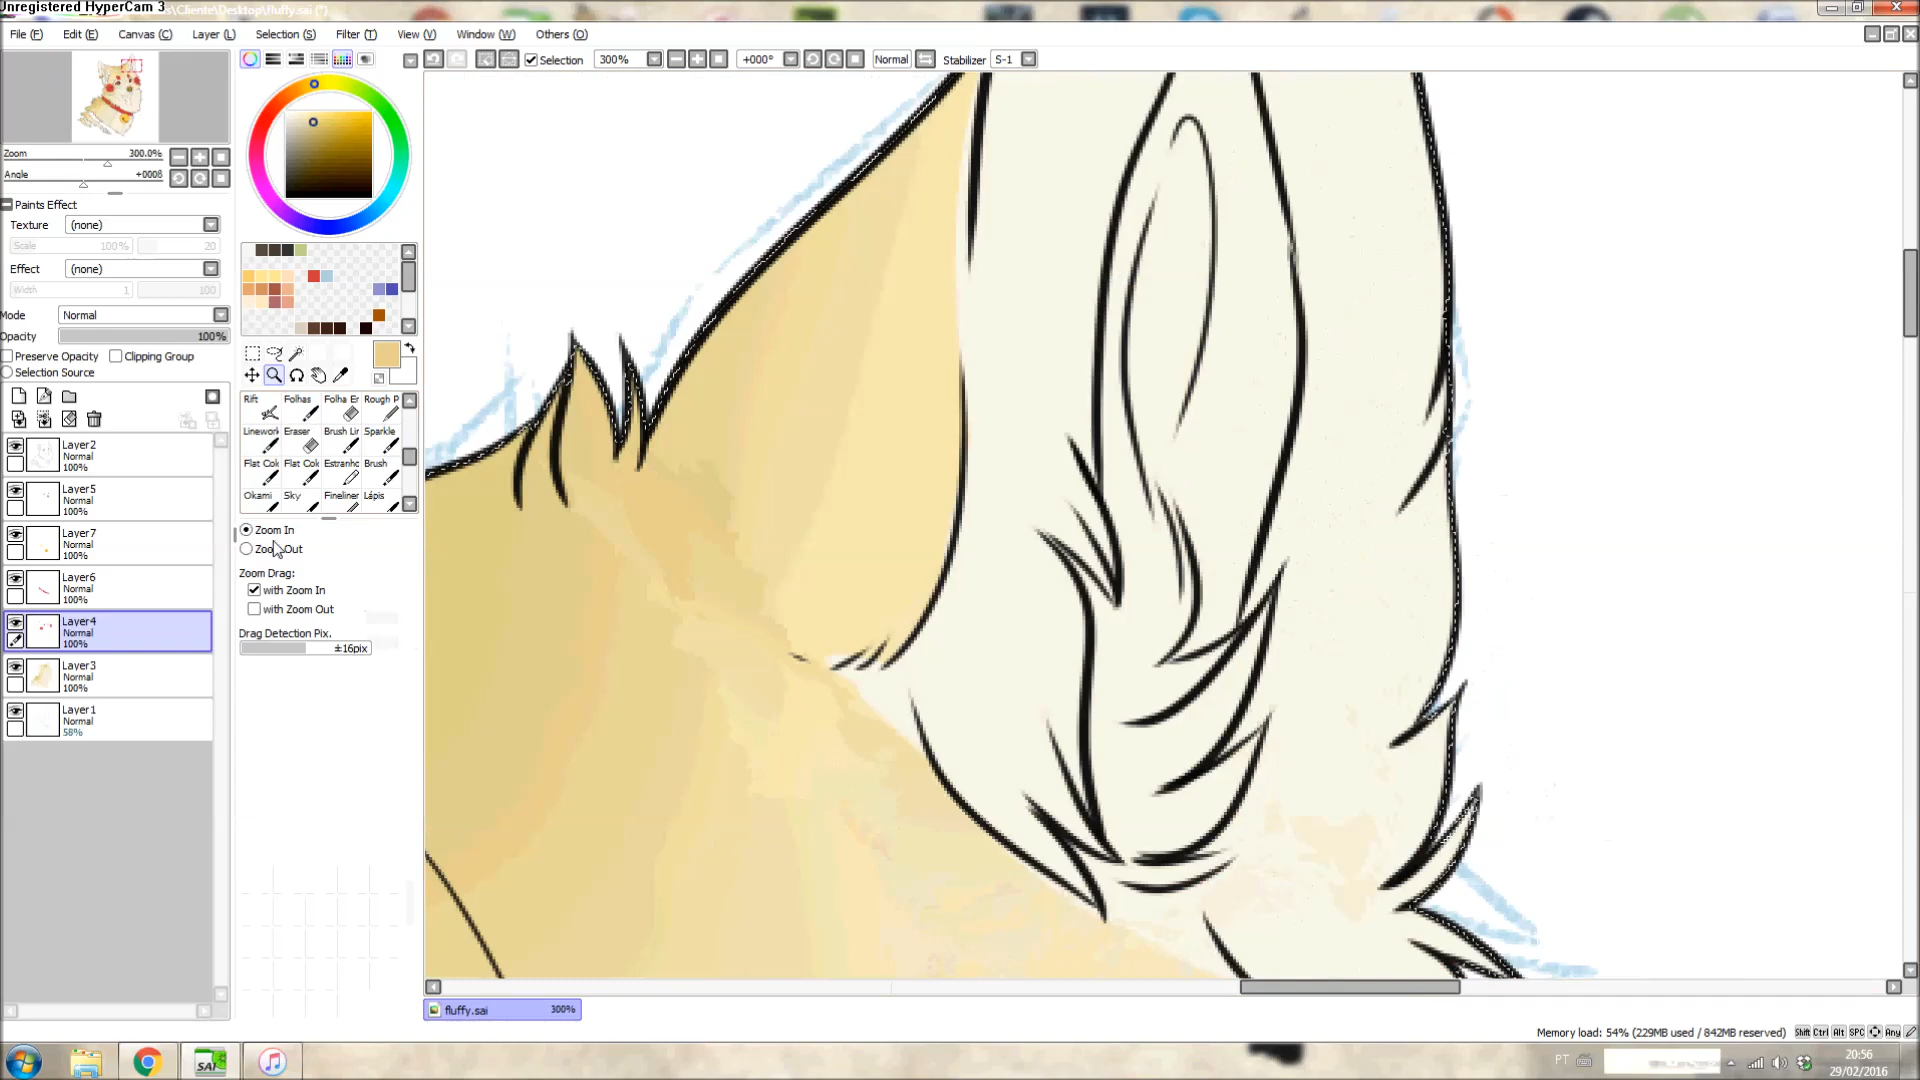 Unregistered HyperCam 3
s\Cliente\Desktop\fluffy.sai (*)
File (F) Edit (E) Canvas (C) Layer (L) Selection (S) Filter (T) View (V) Window (W) Others (O)
Selection 300% +000° Normal Stabilizer S-1
Zoom 300.0%
Angle +000ß
Paints Effect
Texture (none)
Scale 100% 20
Effect (none)
Width 1 100
Mode Normal
Opacity 100%
Preserve Opacity Clipping Group
Selection Source
Layer2
Normal
100%
Layer5
Normal
100%
Layer7
Normal
100%
Layer6
Normal
100%
Layer4
Normal
100%
Layer3
Normal
100%
Layer1
Normal
58%
Rift Folhas Folha Er Rough P
Linework Eraser Brush Lin Sparkle
Flat Col Flat Col Estranho Brush
Okami Sky Fineliner Lápis
Zoom In
Zoom Out
Zoom Drag:
with Zoom In
with Zoom Out
Drag Detection Pix.
±16pix
fluffy.sai 300%
Memory load: 54% (229MB used / 842MB reserved) Shift Ctrl Alt SPC Any
SAI
PT
20:56
29/02/2016